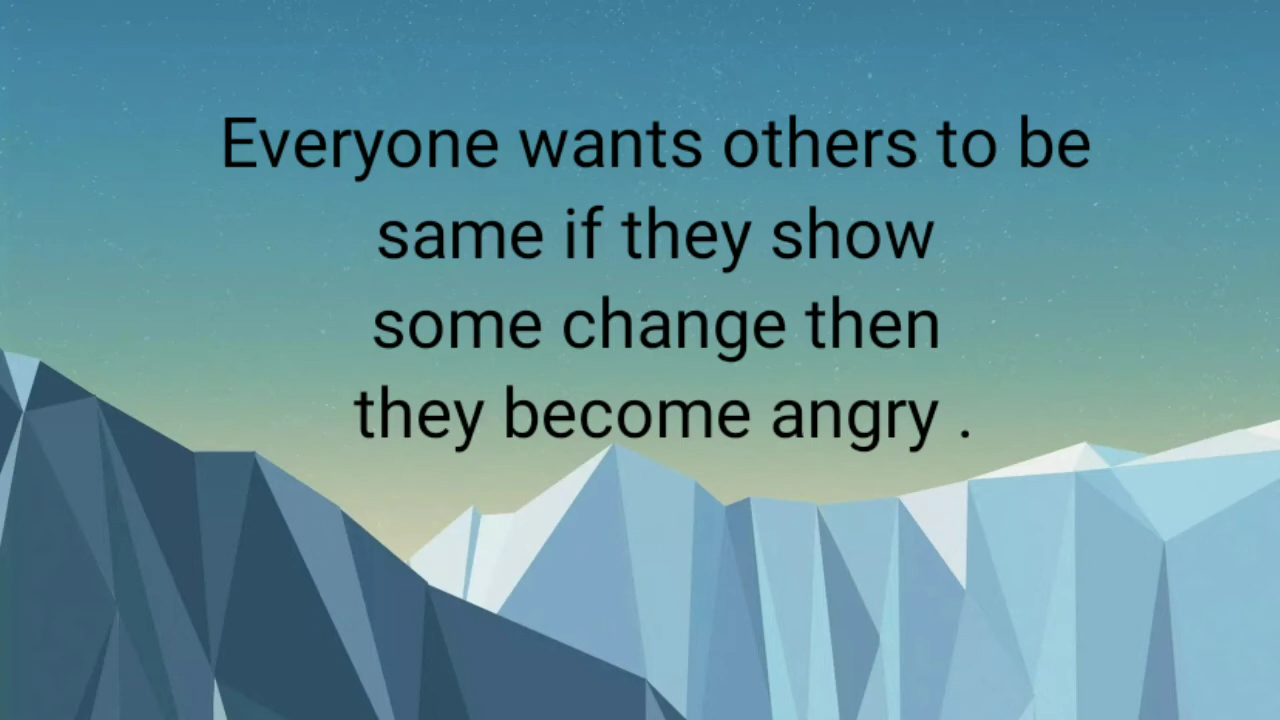 Everyone wants others to be
same if they show
some change then
they become angry .